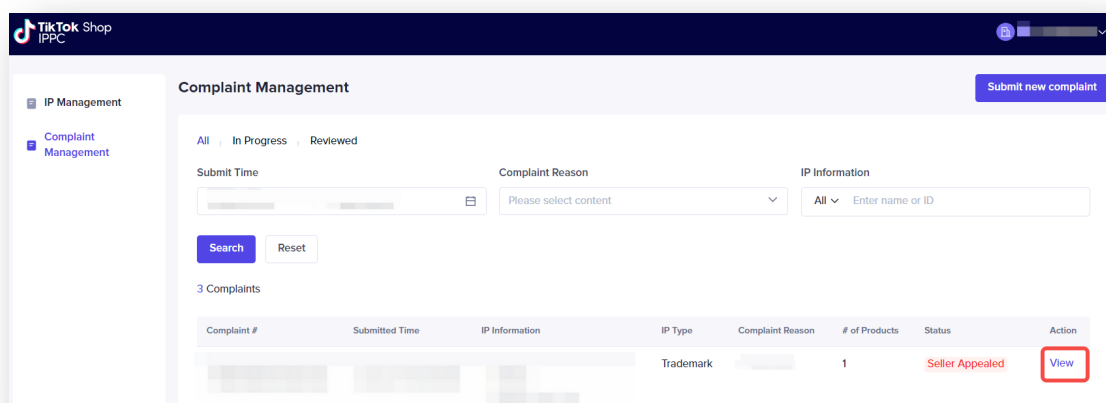 TikTok Shop
IPPC
IP Management
Complaint
Management
Complaint Management
Submit new complaint
All
In Progress
Reviewed
Submit Time
Complaint Reason
IP Information
Please select content
All
Enter name or ID
Search
Reset
3 Complaints
Complaint #
Submitted Time
IP Information
IP Type
Complaint Reason
# of Products
Status
Action
Trademark
1
Seller Appealed
View